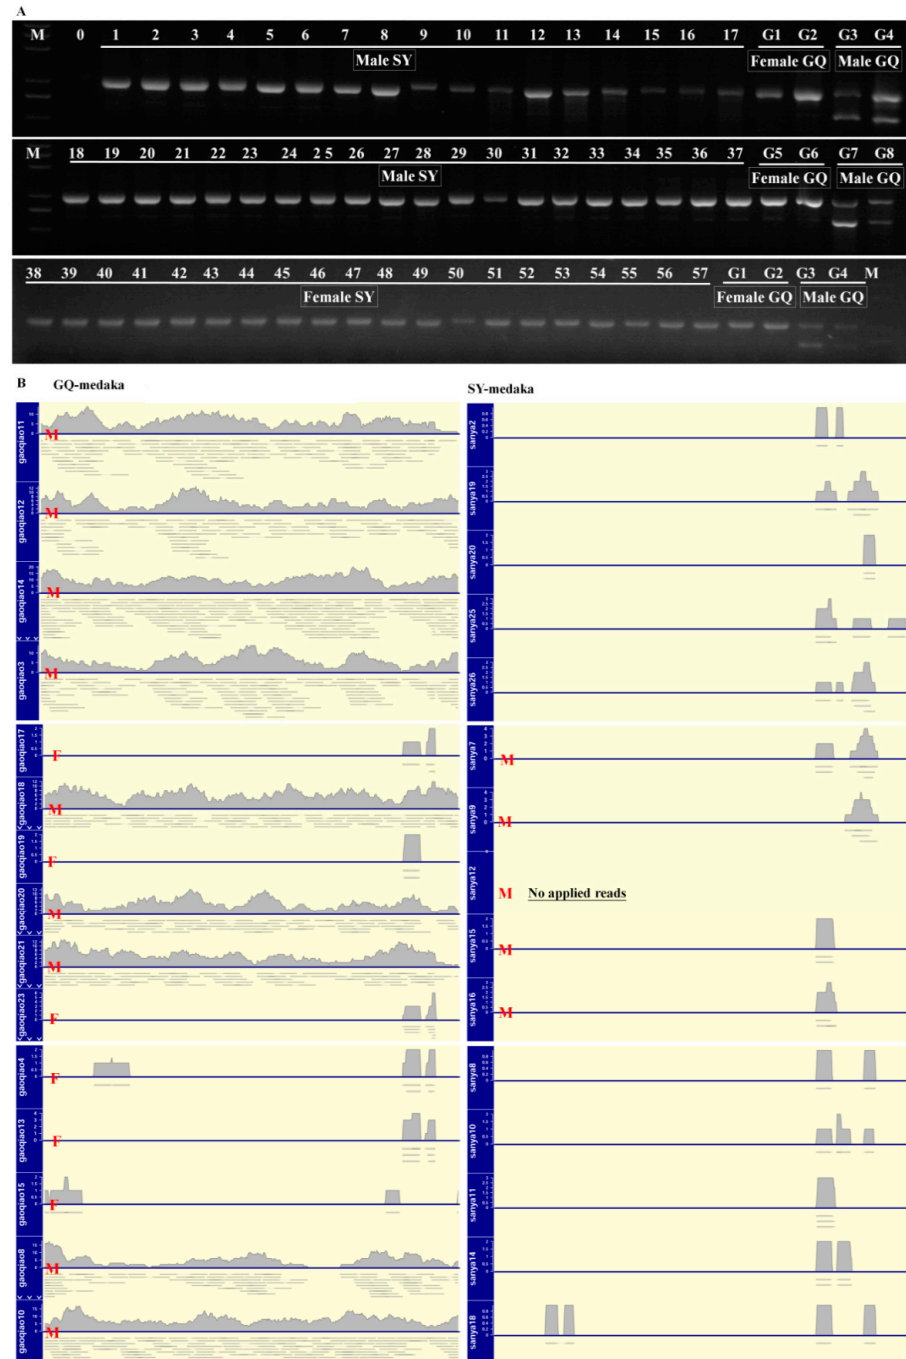 A
M 0 1 2 3 4 5 6 7 8 9 10 11 12 13 14 15 16 17 G1 G2 G3 G4
Male SY Female GQ Male GQ
M 18 19 20 21 22 23 24 2 5 26 27 28 29 30 31 32 33 34 35 36 37 G5 G6 G7 G8
Male SY Female GQ Male GQ
38 39 40 41 42 43 44 45 46 47 48 49 50 51 52 53 54 55 56 57 G1 G2 G3 G4 M
Female SY Female GQ Male GQ
B GQ-medaka SY-medaka
gaoqiao11 M
gaoqiao12 M
gaoqiao14 M
gaoqiao3 M
gaoqiao17 F
gaoqiao18 M
gaoqiao19 F
gaoqiao20 M
gaoqiao21 M
gaoqiao23 F
gaoqiao4 F
gaoqiao13 F
gaoqiao15 F
gaoqiao8 M
gaoqiao10 M
sanya2
sanya19
sanya20
sanya25
sanya26
sanya7 M
sanya9 M
sanya12 M No applied reads
sanya15 M
sanya16 M
sanya8
sanya10
sanya11
sanya14
sanya18